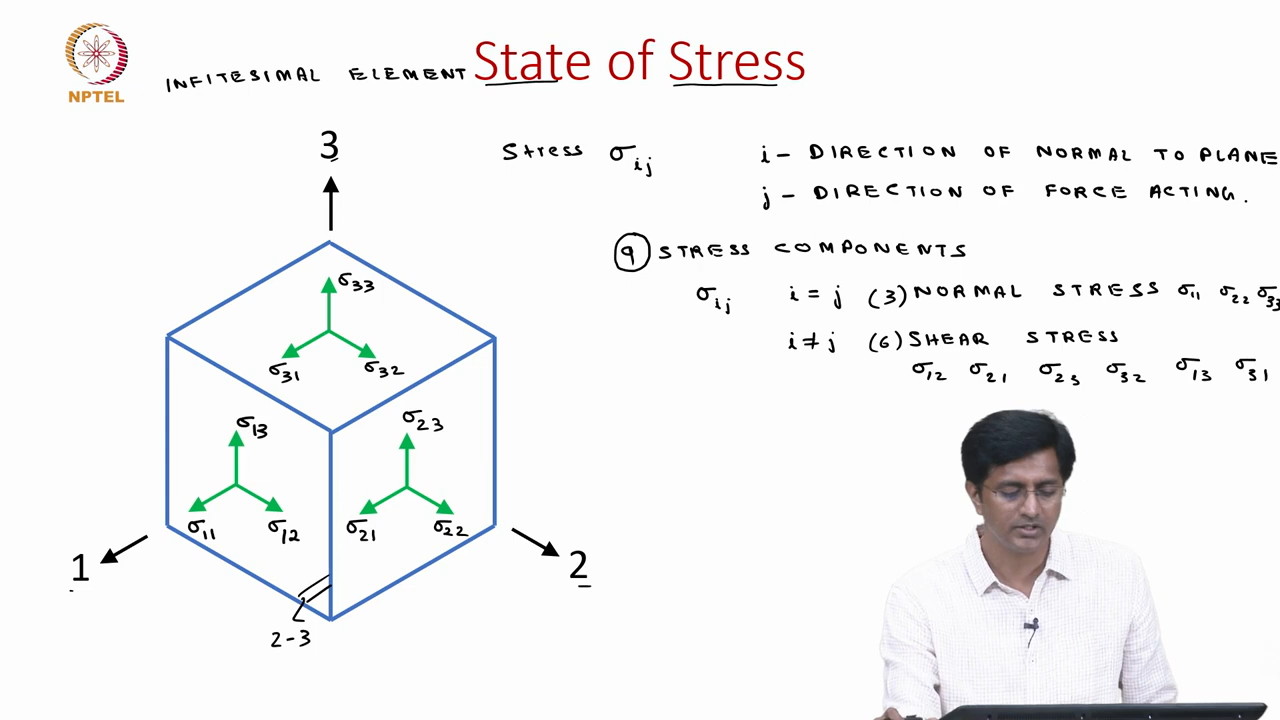 State of Stress
INFITESIMAL ELEMENT
NPTEL
3
Stress σij
i - DIRECTION OF NORMAL TO PLANE
j - DIRECTION OF FORCE ACTING.
9 STRESS COMPONENTS
σij i = j (3) NORMAL STRESS σ11 σ22 σ33
i ≠ j (6) SHEAR STRESS
σ12 σ21 σ23 σ32 σ13 σ31
σ33
σ31 σ32
σ13 σ23
σ11 σ12 σ21 σ22
1 2
2-3